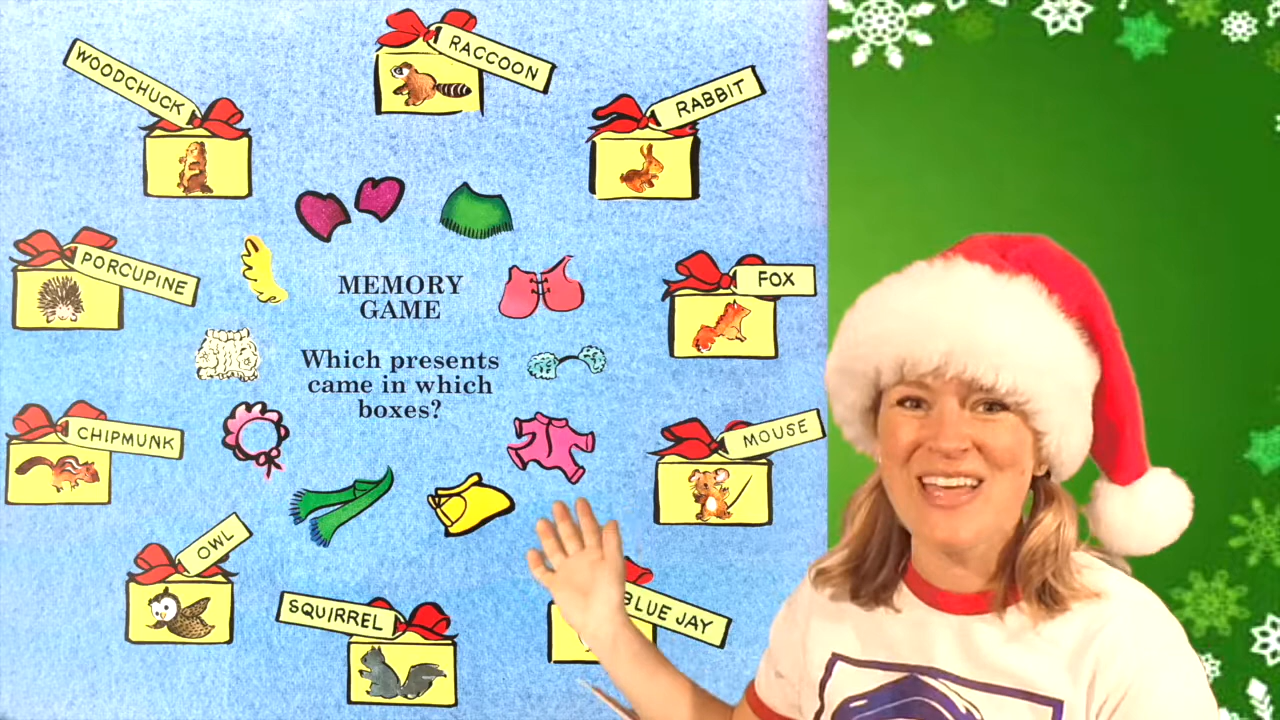 RACCOON
WOODCHUCK
RABBIT
PORCUPINE
FOX
MEMORY
GAME
Which presents
came in which
boxes?
CHIPMUNK
MOUSE
OWL
SQUIRREL
BLUE JAY